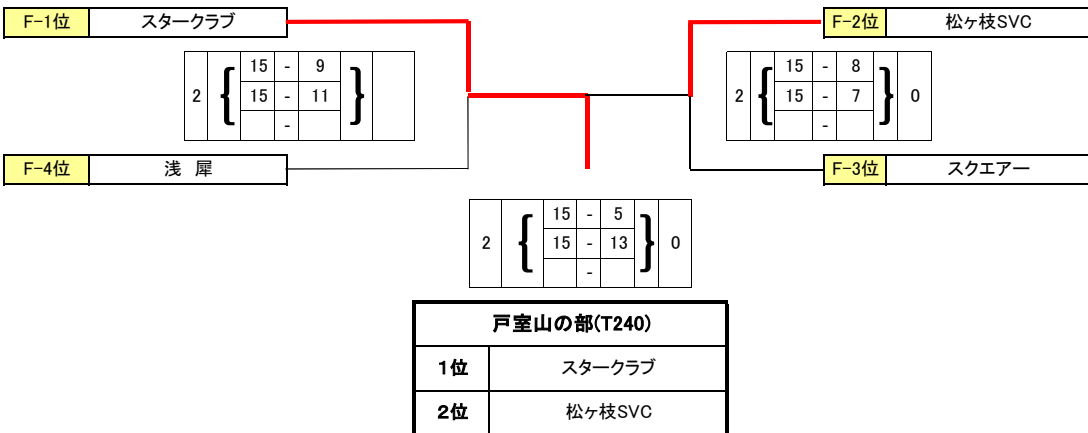 F-1位 スタークラブ F-2位 松ヶ枝SVC
15 - 9 15 - 8
2 { 15 - 11 } 2 { 15 - 7 } 0
- -
F-4位 浅 犀 F-3位 スクエアー
15 - 5
2 { 15 - 13 } 0
-
戸室山の部(T240)
1位 スタークラブ
2位 松ヶ枝SVC